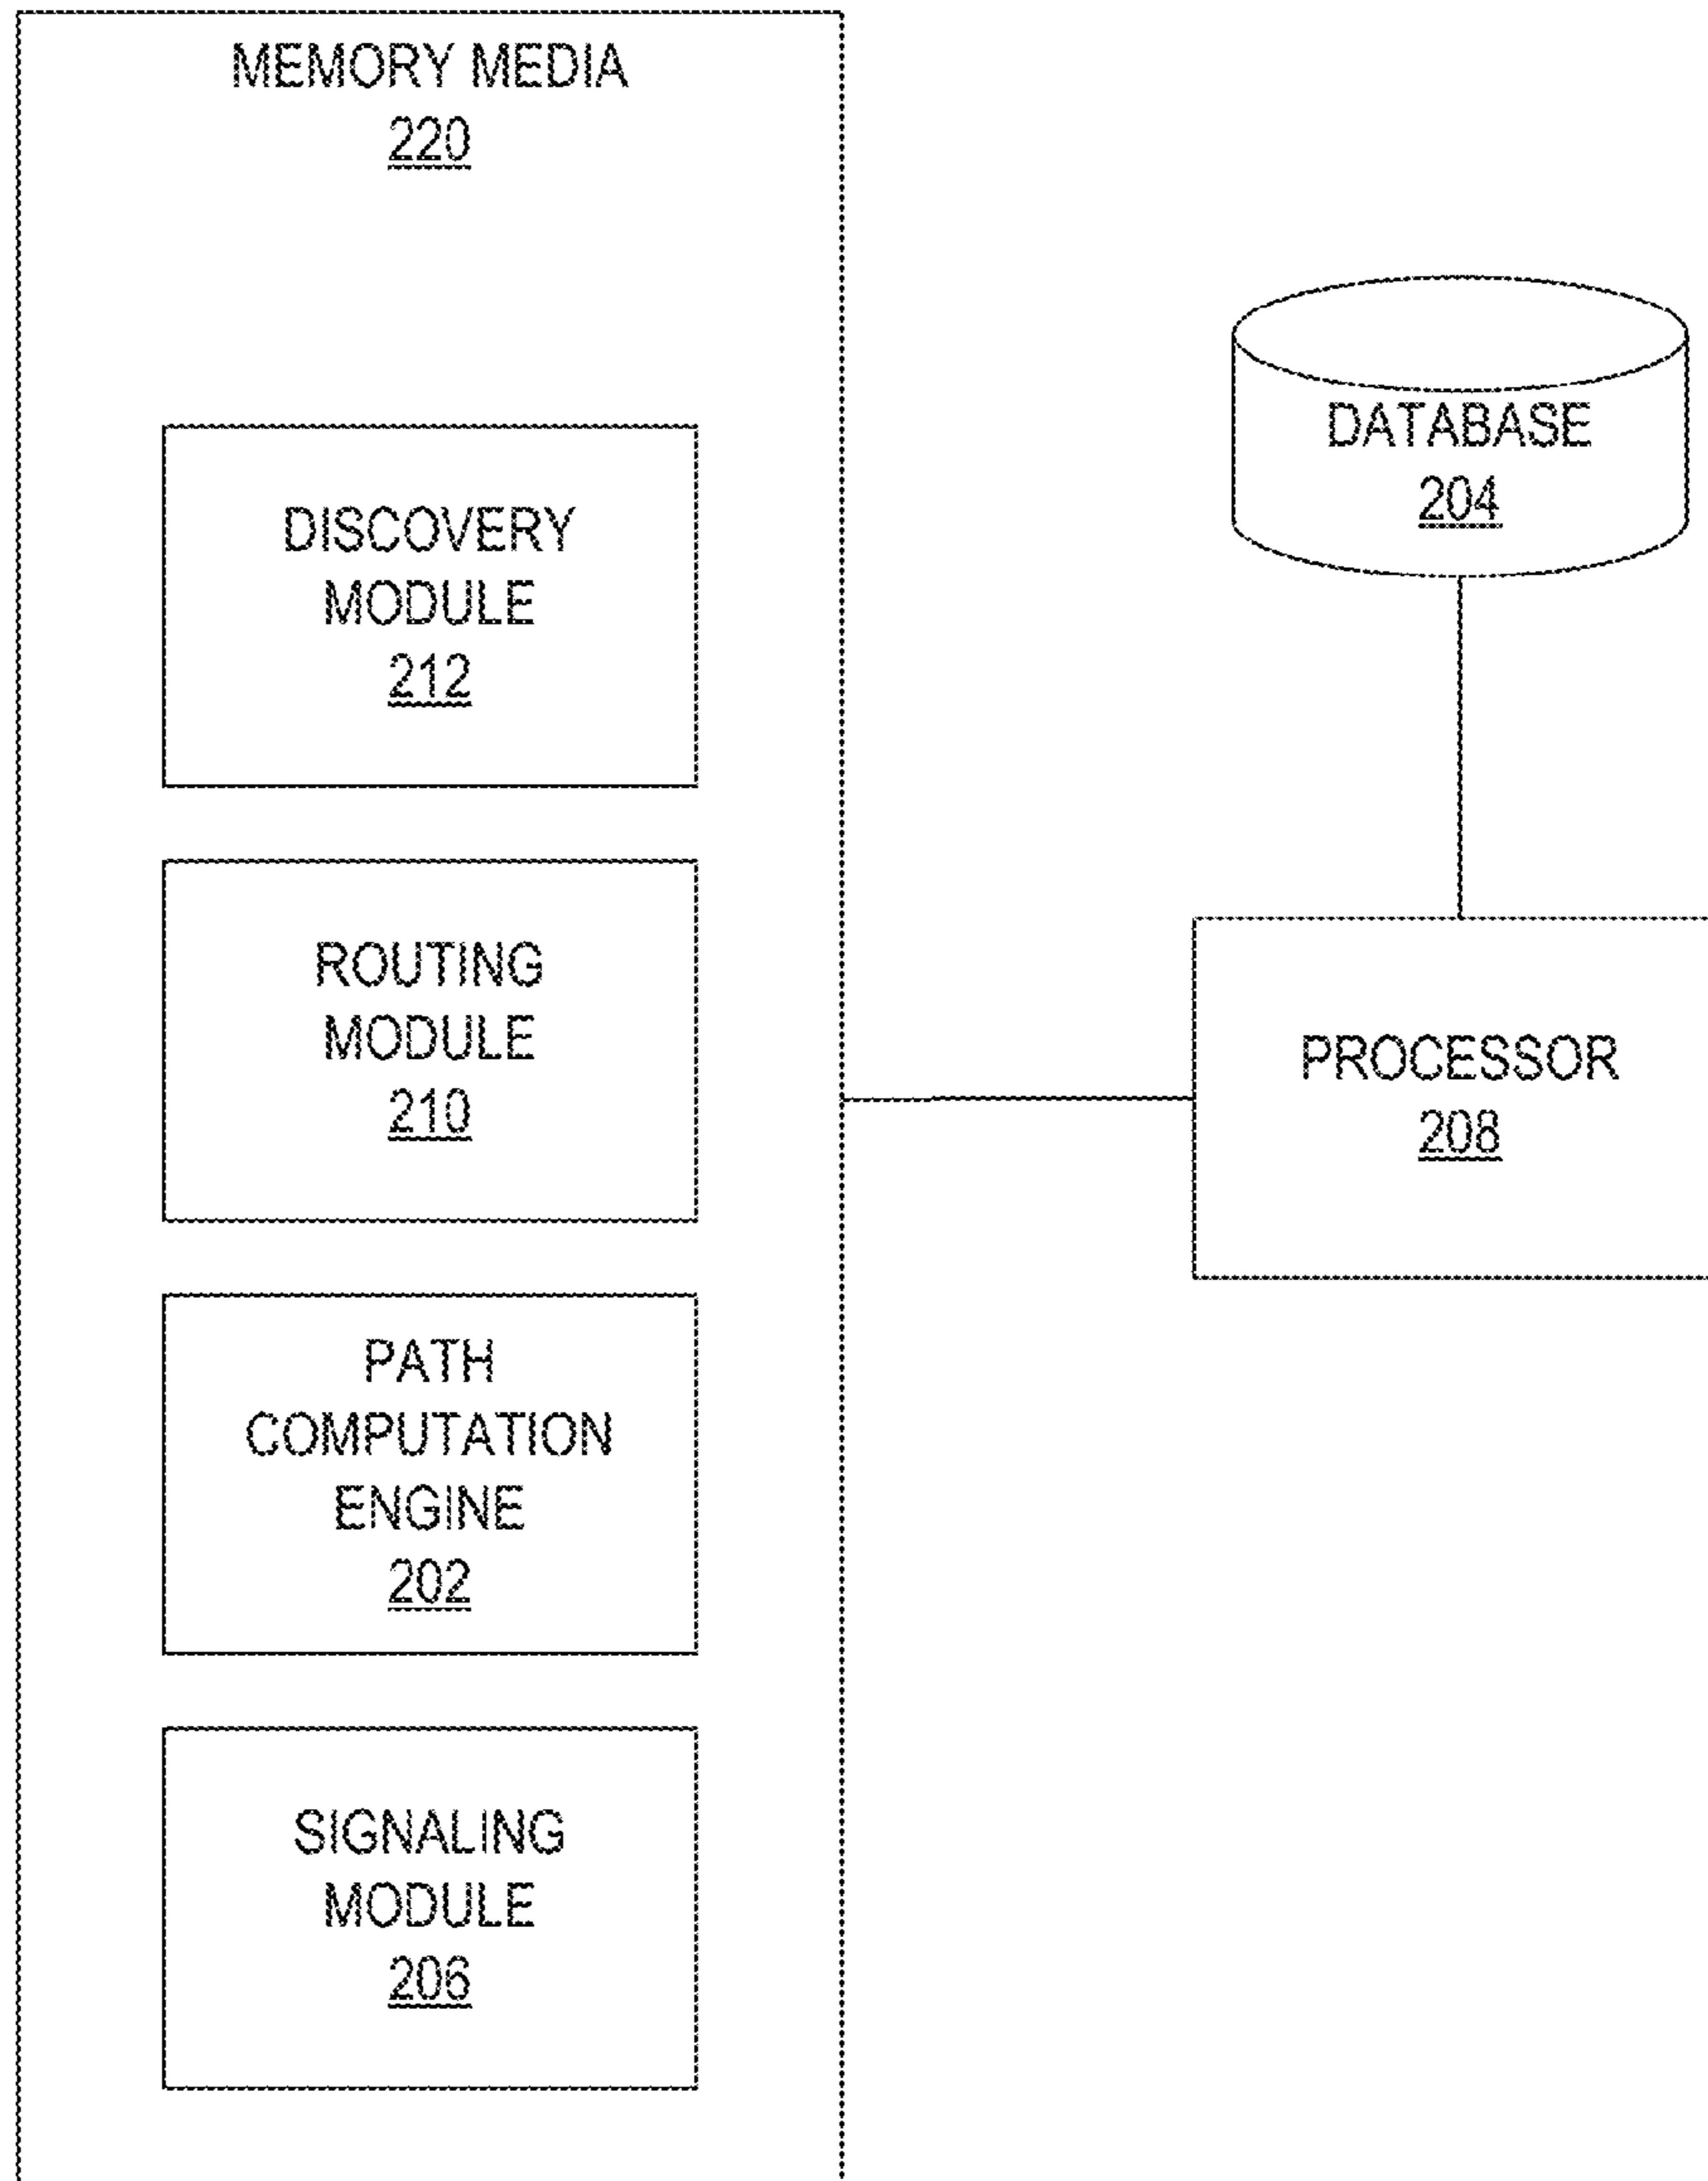 MEMORY MEDIA
220
DISCOVERY
MODULE
212
ROUTING
MODULE
210
PATH
COMPUTATION
ENGINE
202
SIGNALING
MODULE
206
DATABASE
204
PROCESSOR
208